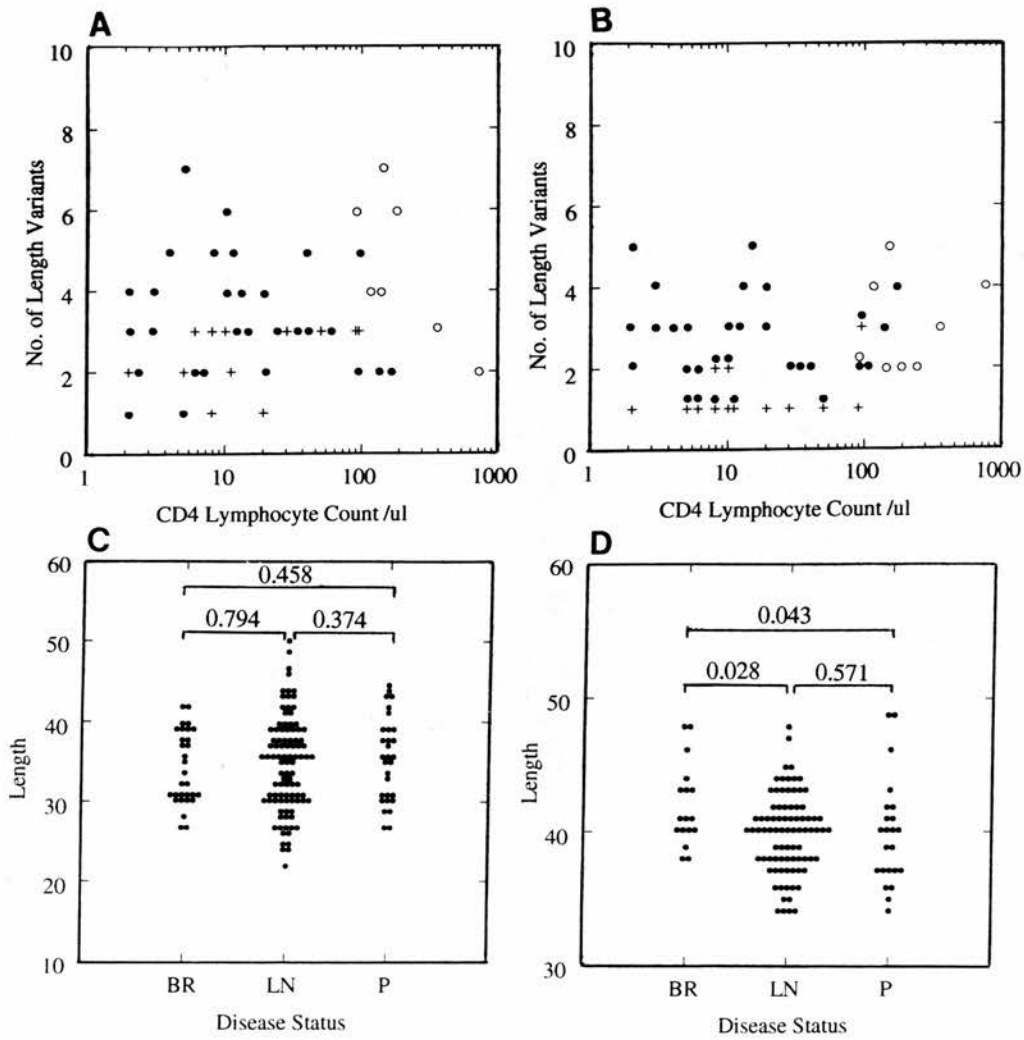 A
10
8
6
4
2
0
No. of Length Variants
1
10
100
1000
CD4 Lymphocyte Count /ul
B
10
8
6
4
2
0
No. of Length Variants
1
10
100
1000
CD4 Lymphocyte Count /ul
C
60
50
40
30
20
10
Length
0.458
0.794
0.374
BR
LN
P
Disease Status
D
60
50
40
30
Length
0.043
0.028
0.571
BR
LN
P
Disease Status